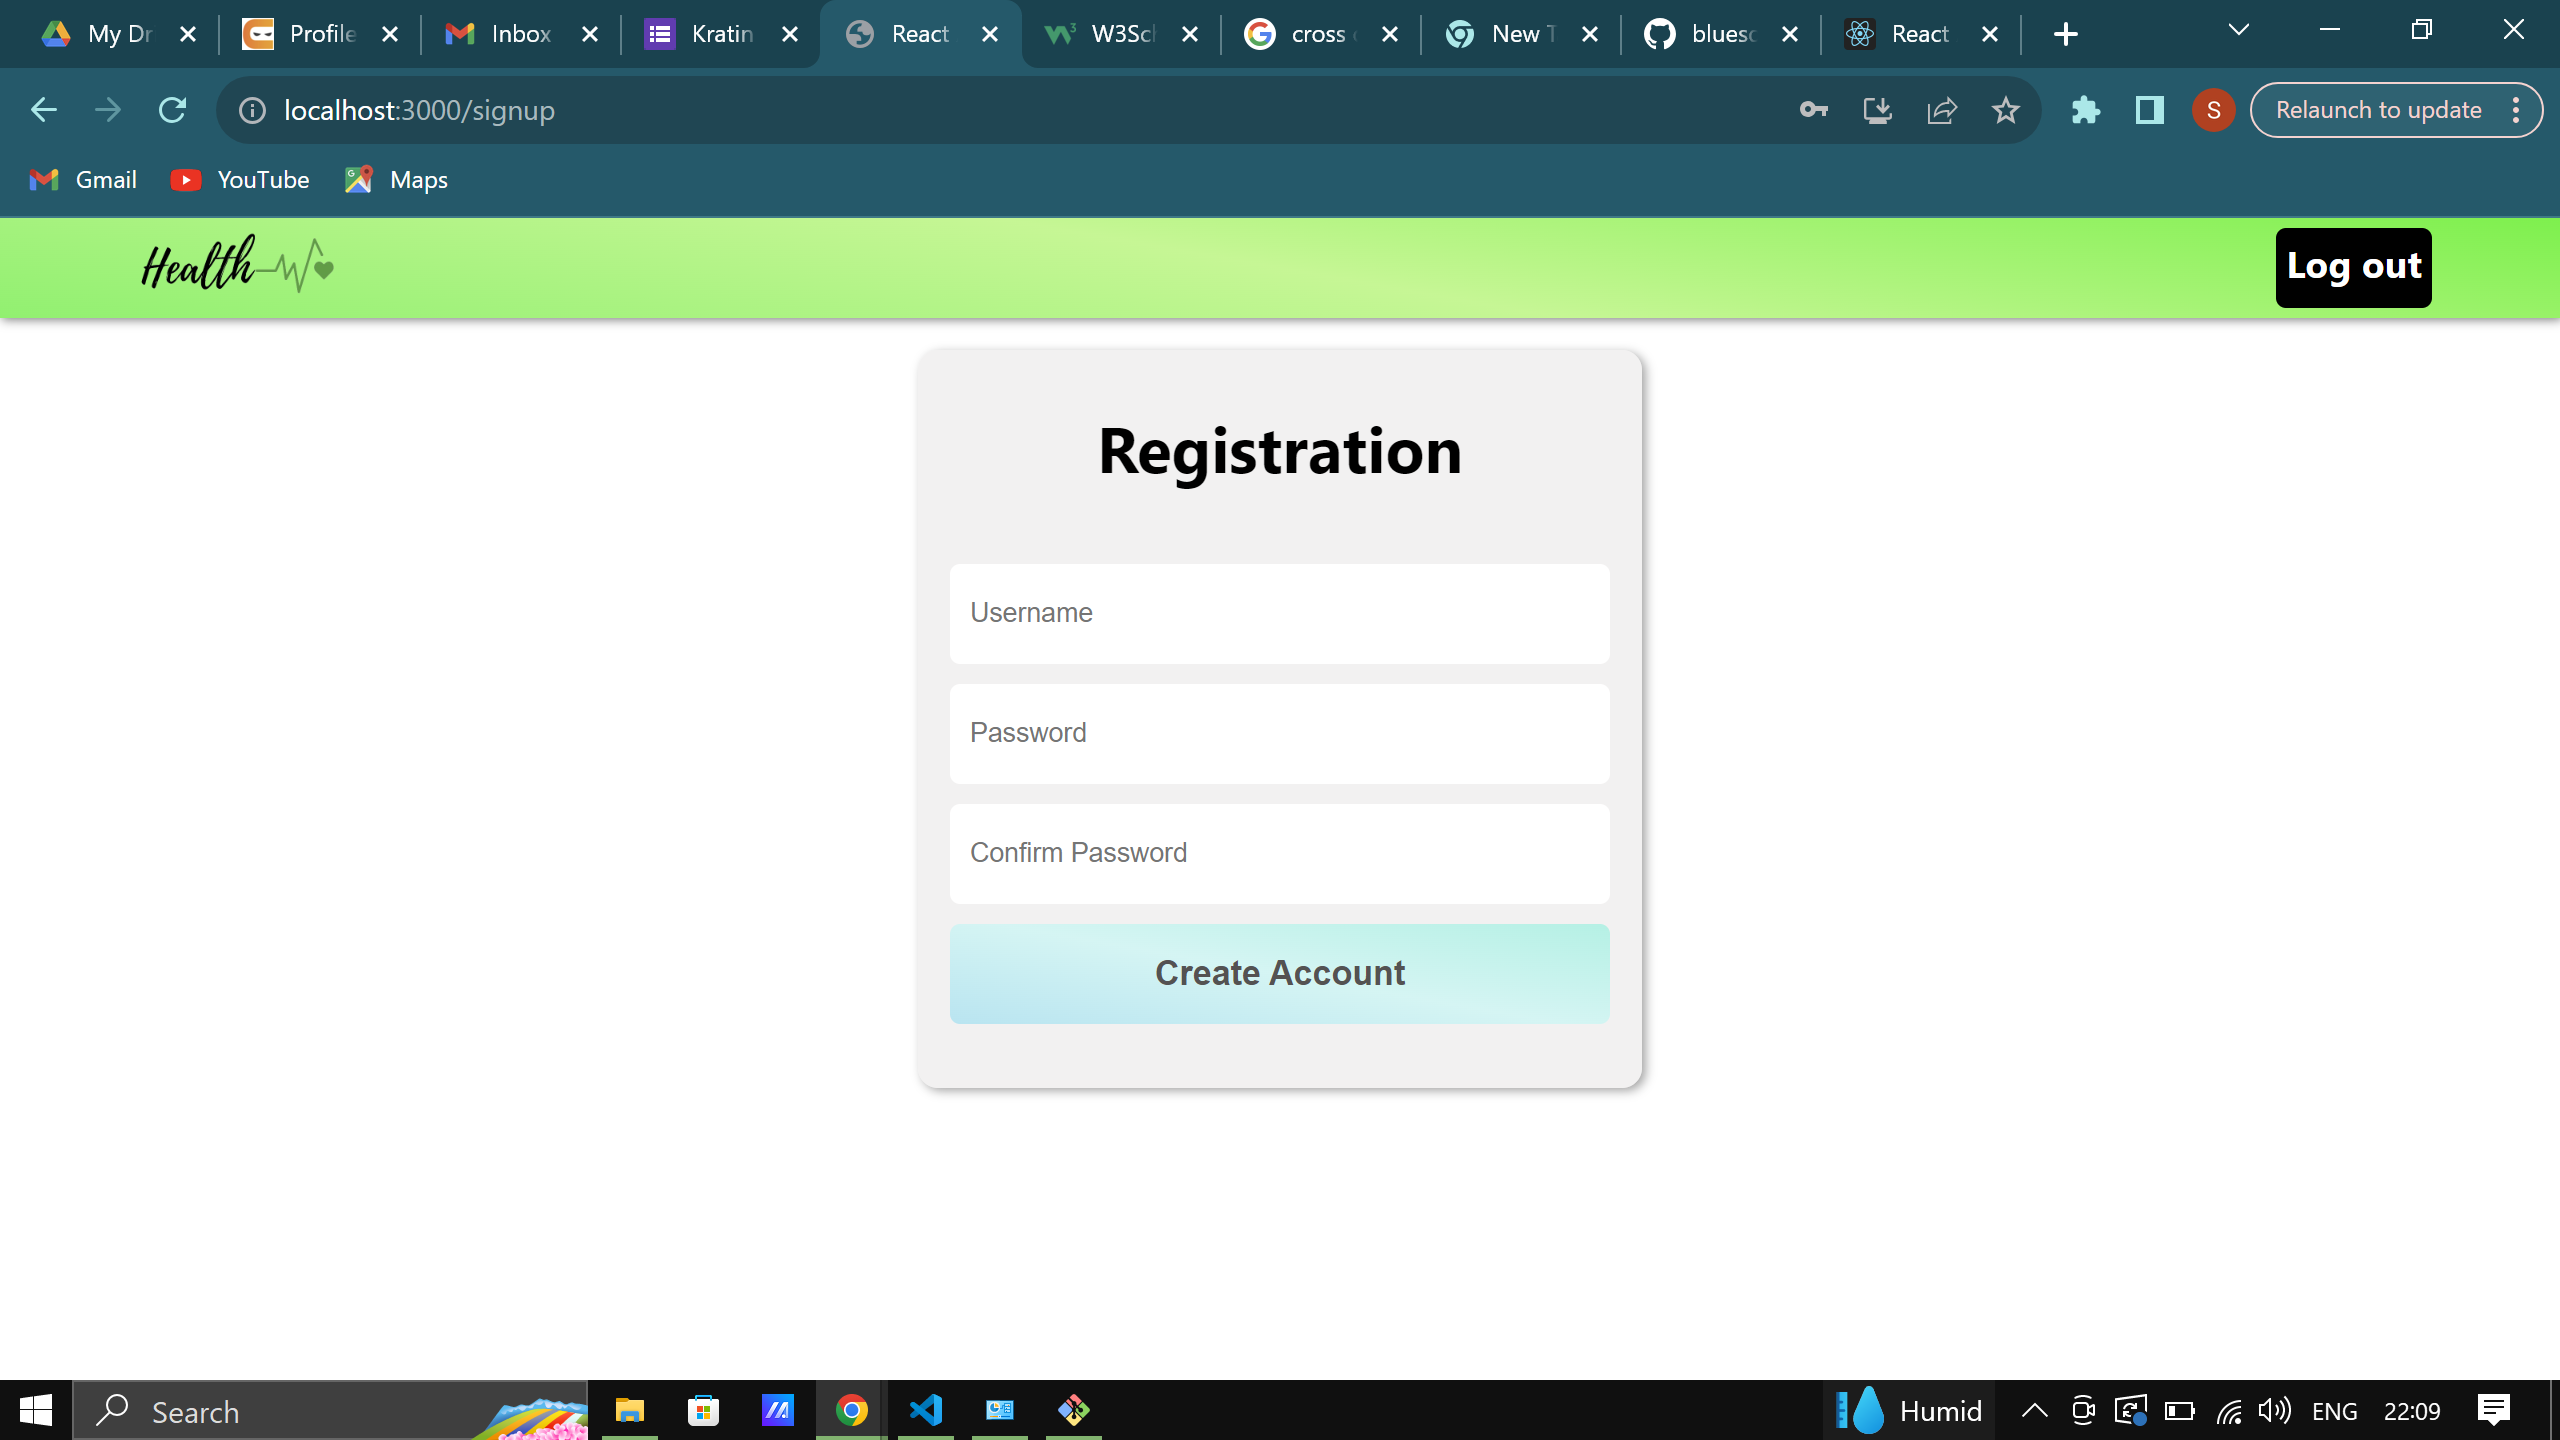 My Dr
Profile
Inbox
Kratin
React
W3Sch
cross
New T
bluesc
React
localhost:3000/signup
S
Relaunch to update
Gmail
YouTube
Maps
Health
Log out
Registration
Username
Password
Confirm Password
Create Account
Search
Humid
ENG
22:09